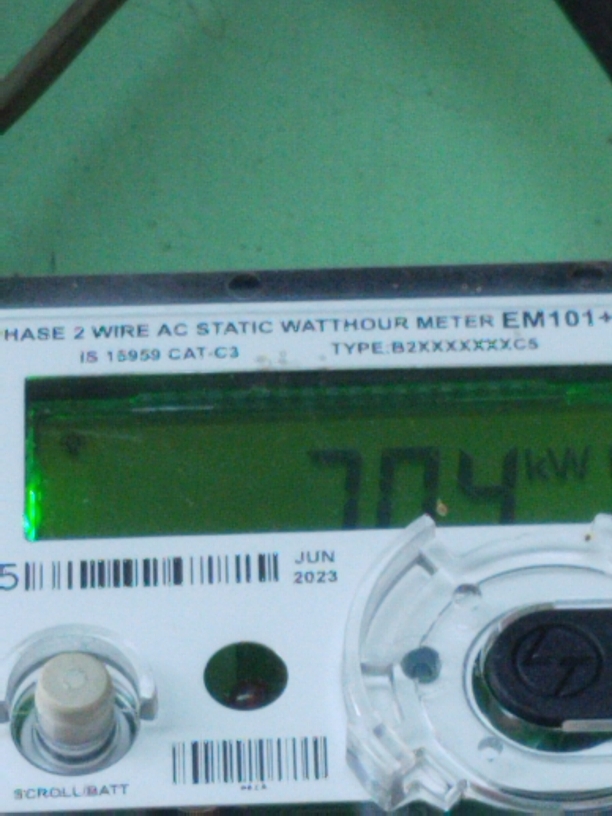 HASE 2 WIRE AC STATIC WATTHOUR METER EM101+
IS 15959 CAT-C3 TYPE:B2XXXXXXXC5
704 kW
5 JUN
2023
SCROLL/BATT